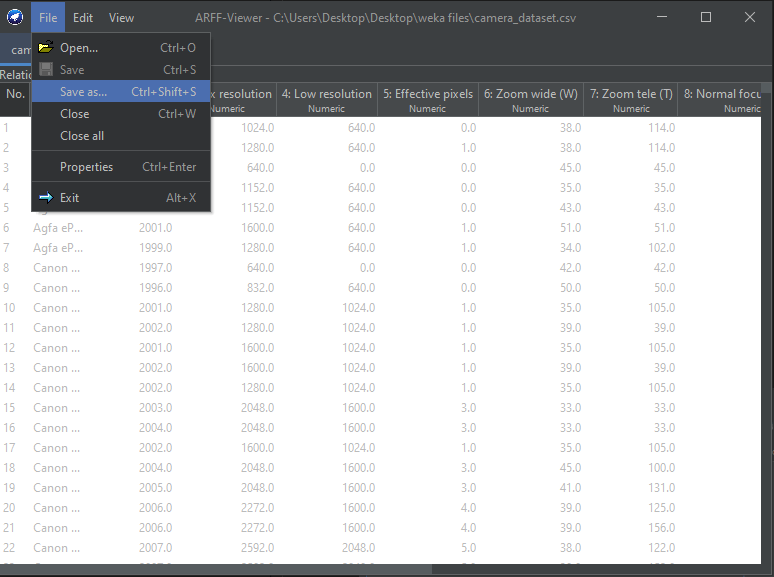 File Edit View ARFF-Viewer - C:\Users\Desktop\Desktop\weka files\camera_dataset.csv
cam
Open... Ctrl+O
Save Ctrl+S
Save as... Ctrl+Shift+S
Close Ctrl+W
Close all
Properties Ctrl+Enter
Exit Alt+X
Relatio
No. x resolution 4: Low resolution 5: Effective pixels 6: Zoom wide (W) 7: Zoom tele (T) 8: Normal focu
Numeric Numeric Numeric Numeric Numeric Numeric
1 1024.0 640.0 0.0 38.0 114.0
2 1280.0 640.0 1.0 38.0 114.0
3 640.0 0.0 0.0 45.0 45.0
4 1152.0 640.0 0.0 35.0 35.0
5 1152.0 640.0 0.0 43.0 43.0
6 Agfa eP... 2001.0 1600.0 640.0 1.0 51.0 51.0
7 Agfa eP... 1999.0 1280.0 640.0 1.0 34.0 102.0
8 Canon ... 1997.0 640.0 0.0 0.0 42.0 42.0
9 Canon ... 1996.0 832.0 640.0 0.0 50.0 50.0
10 Canon ... 2001.0 1280.0 1024.0 1.0 35.0 105.0
11 Canon ... 2002.0 1280.0 1024.0 1.0 39.0 39.0
12 Canon ... 2001.0 1600.0 1024.0 1.0 35.0 105.0
13 Canon ... 2002.0 1600.0 1024.0 1.0 39.0 39.0
14 Canon ... 2002.0 1280.0 1024.0 1.0 35.0 105.0
15 Canon ... 2003.0 2048.0 1600.0 3.0 33.0 33.0
16 Canon ... 2004.0 2048.0 1600.0 3.0 33.0 33.0
17 Canon ... 2002.0 1600.0 1024.0 1.0 35.0 105.0
18 Canon ... 2004.0 2048.0 1600.0 3.0 45.0 100.0
19 Canon ... 2005.0 2048.0 1600.0 3.0 41.0 131.0
20 Canon ... 2006.0 2272.0 1600.0 4.0 39.0 125.0
21 Canon ... 2006.0 2272.0 1600.0 4.0 39.0 156.0
22 Canon ... 2007.0 2592.0 2048.0 5.0 38.0 122.0